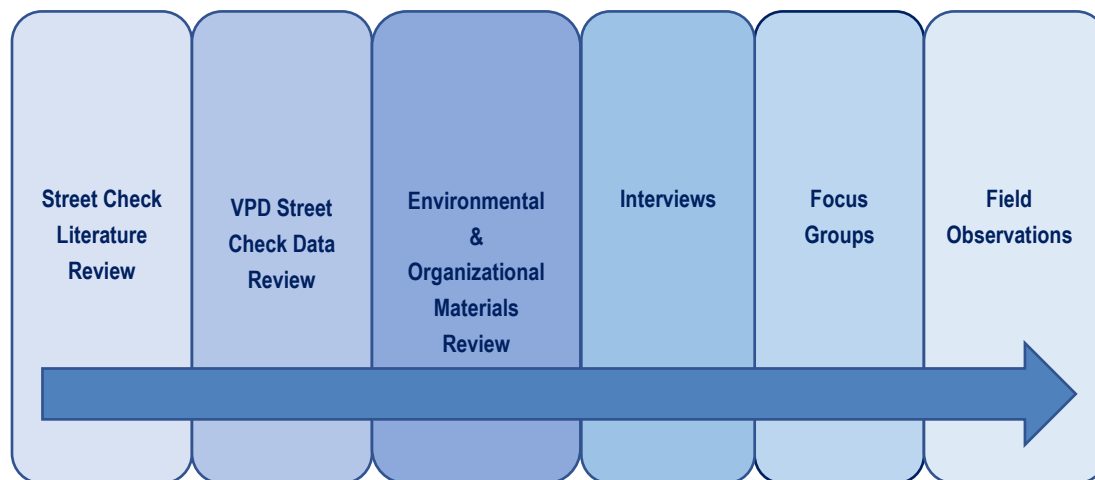 Street Check
Literature
Review
VPD Street
Check Data
Review
Environmental
&
Organizational
Materials
Review
Interviews
Focus
Groups
Field
Observations